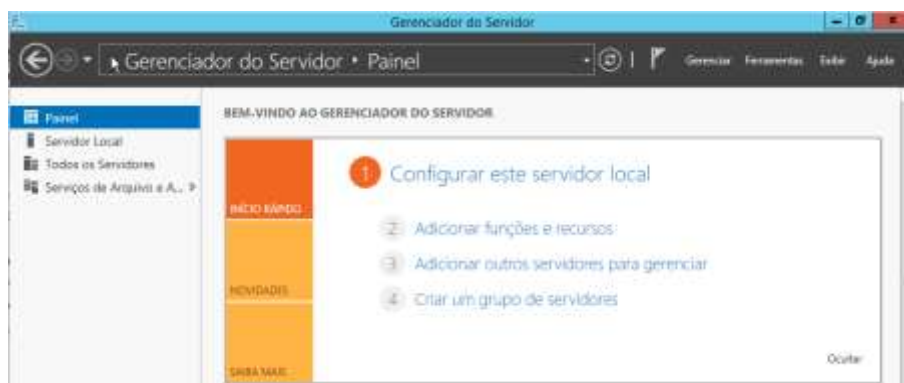 Gerenciador do Servidor
Gerenciador do Servidor • Painel
Gerenciar Ferramentas Exibir Ajuda
Painel
Servidor Local
Todos os Servidores
Serviços de Arquivo e A...
BEM-VINDO AO GERENCIADOR DO SERVIDOR
INÍCIO RÁPIDO
NOVIDADES
SAIBA MAIS
1 Configurar este servidor local
2 Adicionar funções e recursos
3 Adicionar outros servidores para gerenciar
4 Criar um grupo de servidores
Ocultar